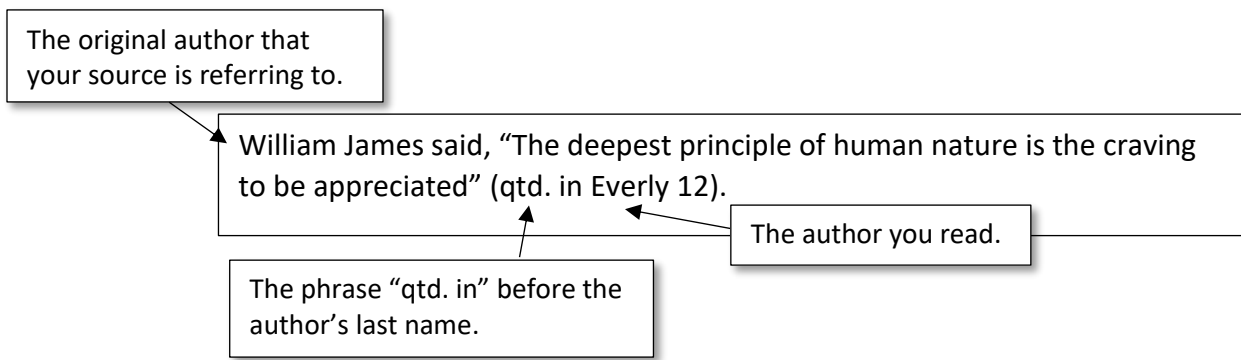 The original author that
your source is referring to.
William James said, “The deepest principle of human nature is the craving
to be appreciated” (qtd. in Everly 12).
The author you read.
The phrase “qtd. in” before the
author’s last name.